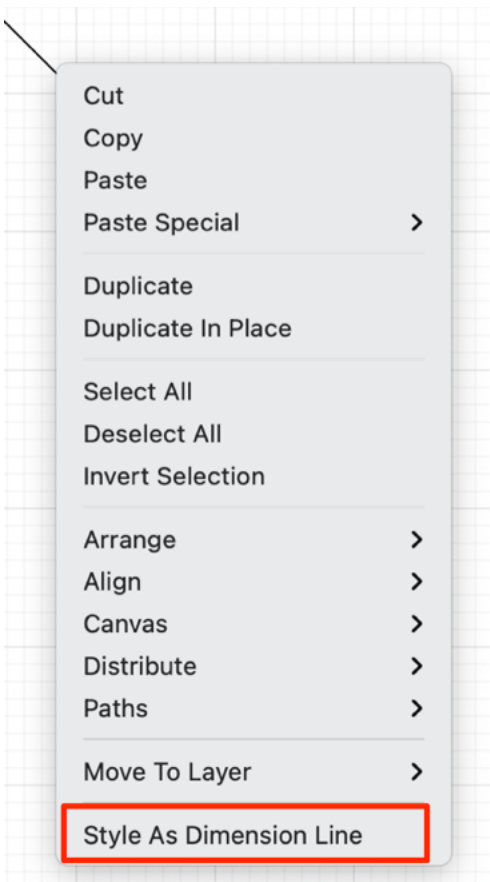 Cut
Copy
Paste
Paste Special
Duplicate
Duplicate In Place
Select All
Deselect All
Invert Selection
Arrange
Align
Canvas
Distribute
Paths
Move To Layer
Style As Dimension Line